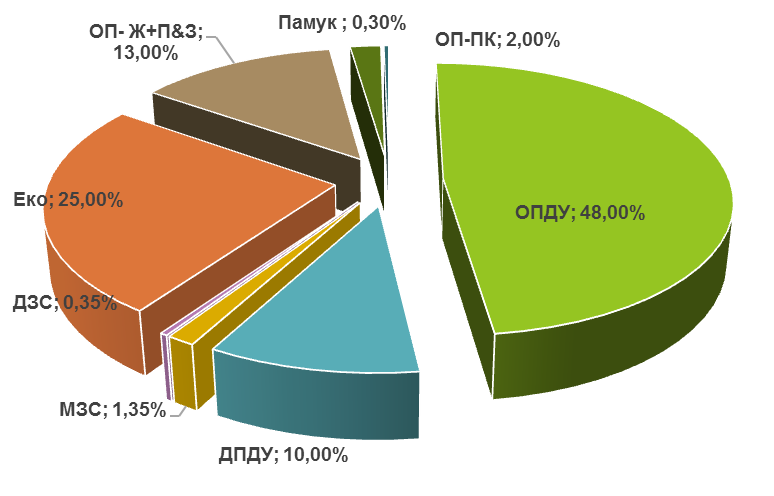 ОП- Ж+П&З;
13,00%
Памук ; 0,30%
ОП-ПК; 2,00%
Еко; 25,00%
ОПДУ; 48,00%
ДЗС; 0,35%
МЗС; 1,35%
ДПДУ; 10,00%